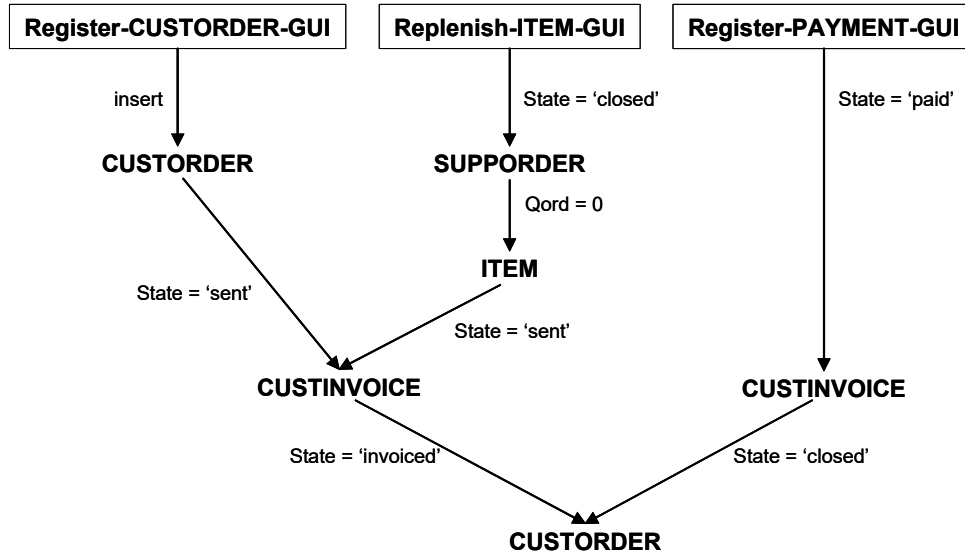 Register-CUSTORDER-GUI
Replenish-ITEM-GUI
Register-PAYMENT-GUI
insert
State = ‘closed’
State = ‘paid’
CUSTORDER
SUPPORDER
Qord = 0
ITEM
State = ‘sent’
State = ‘sent’
CUSTINVOICE
CUSTINVOICE
State = ‘invoiced’
State = ‘closed’
CUSTORDER